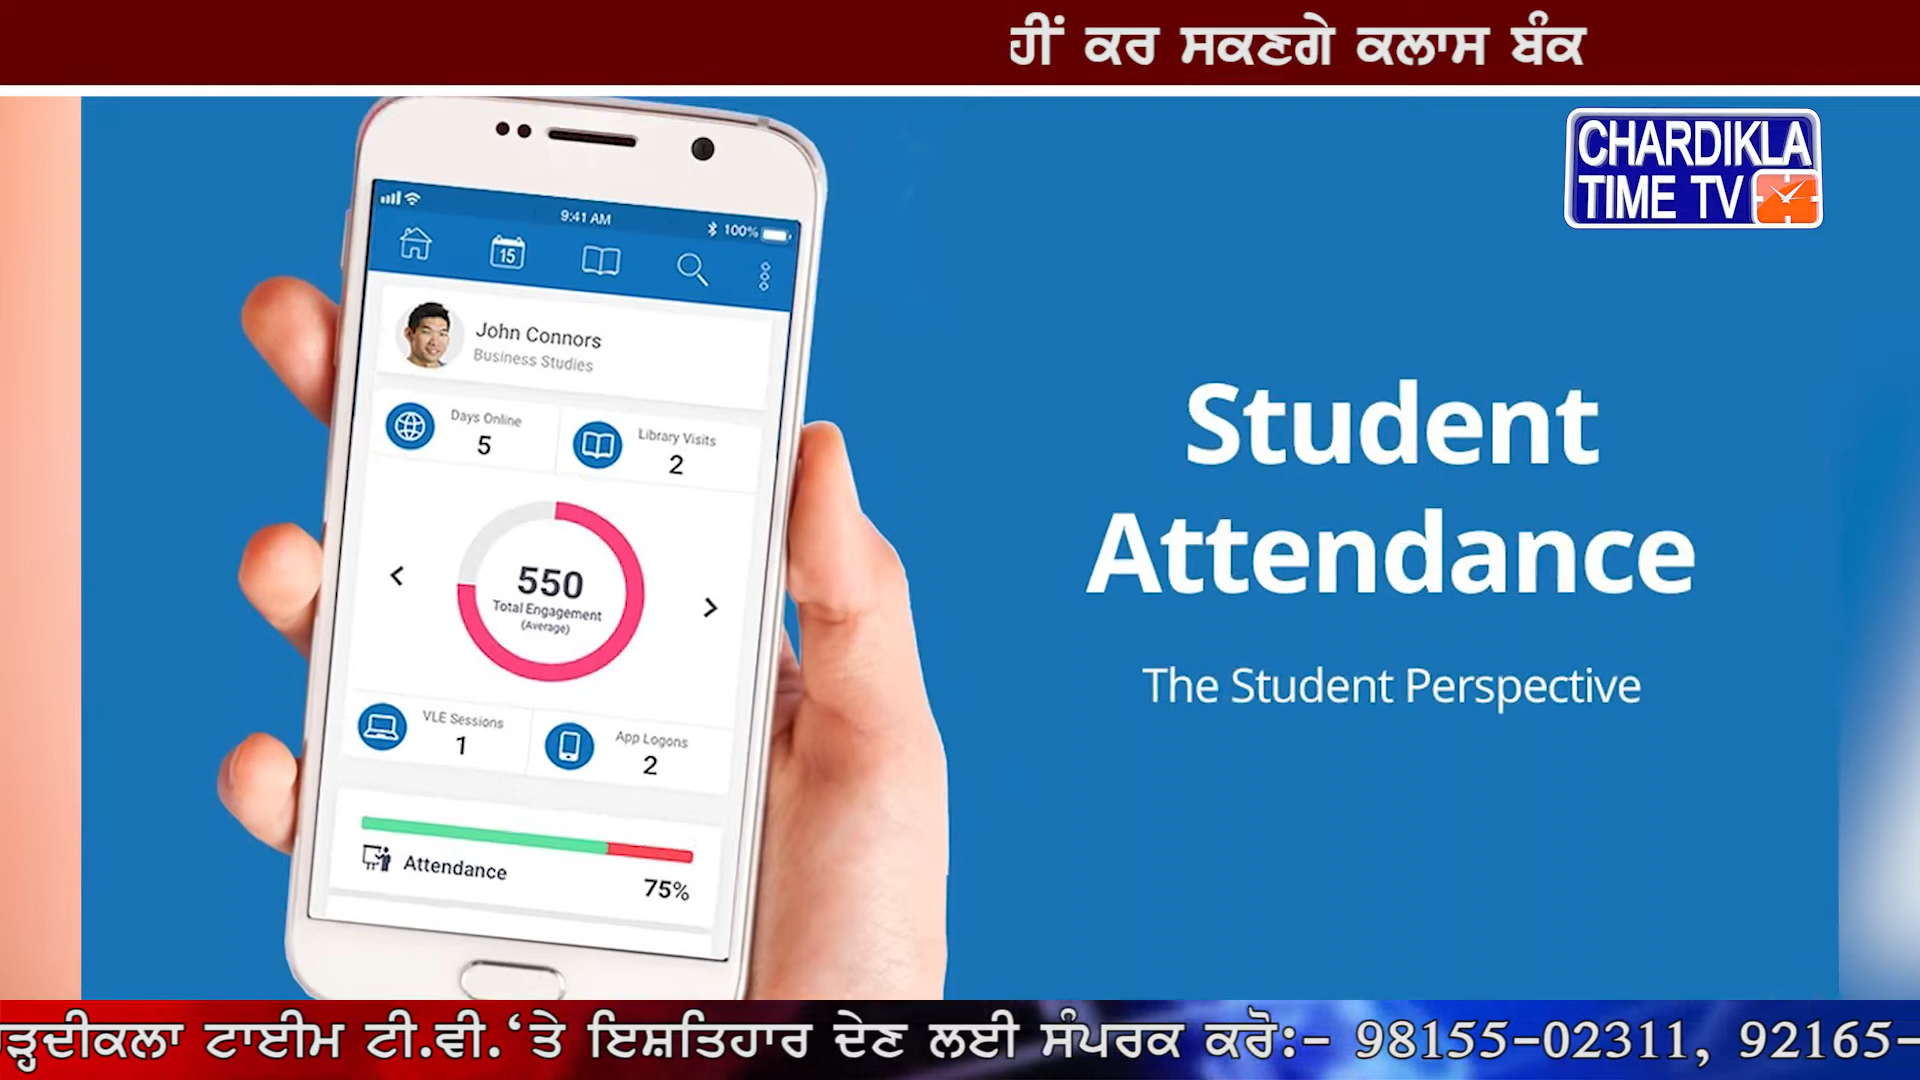 ਹੀਂ ਕਰ ਸਕਣਗੇ ਕਲਾਸ ਬੰਕ
CHARDIKLA
TIME TV
9:41 AM
100%
15
John Connors
Business Studies
Days Online
5
Library Visits
2
550
Total Engagement
(Average)
VLE Sessions
1
App Logons
2
Attendance
75%
Student
Attendance
The Student Perspective
ੜ੍ਹਦੀਕਲਾ ਟਾਈਮ ਟੀ.ਵੀ.‘ਤੇ ਇਸ਼ਤਿਹਾਰ ਦੇਣ ਲਈ ਸੰਪਰਕ ਕਰੋ:- 98155-02311, 92165-